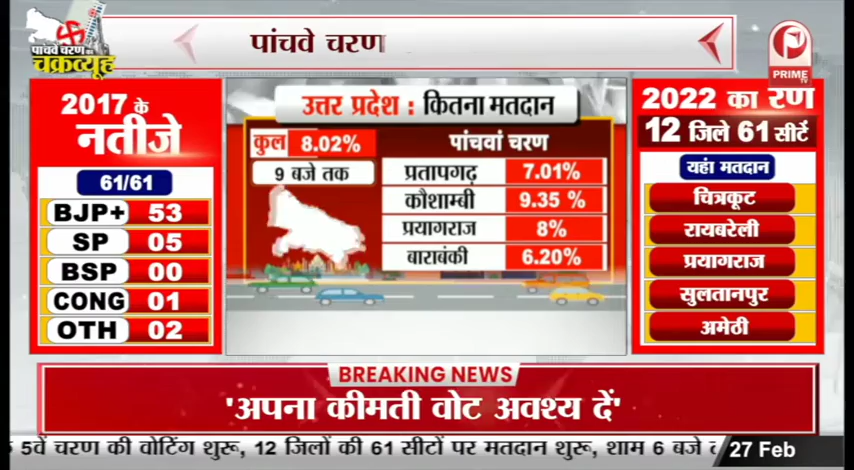 पांचवे चरण का
चक्रव्यूह
पांचवे चरण
PRIME
TV
2017 के
नतीजे
61/61
BJP+ 53
SP 05
BSP 00
CONG 01
OTH 02
उत्तर प्रदेश : कितना मतदान
कुल 8.02%
9 बजे तक
पांचवां चरण
प्रतापगढ़ 7.01%
कौशाम्बी 9.35 %
प्रयागराज 8%
बाराबंकी 6.20%
2022 का रण
12 जिले 61 सीटें
यहां मतदान
चित्रकूट
रायबरेली
प्रयागराज
सुलतानपुर
अमेठी
BREAKING NEWS
'अपना कीमती वोट अवश्य दें'
5वें चरण की वोटिंग शुरू, 12 जिलों की 61 सीटों पर मतदान शुरू, शाम 6 बजे
27 Feb